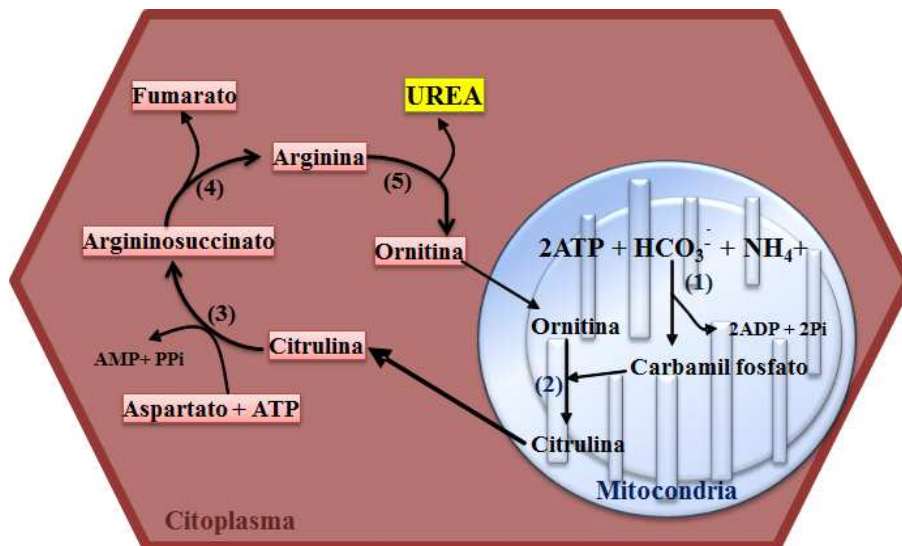 Fumarato
UREA
Arginina
(4)
(5)
Argininosuccinato
Ornitina
2ATP + HCO₃⁻ + NH₄+
(1)
(3)
Ornitina
2ADP + 2Pi
Citrulina
AMP+ PPi
Carbamil fosfato
(2)
Aspartato + ATP
Citrulina
Mitocondria
Citoplasma